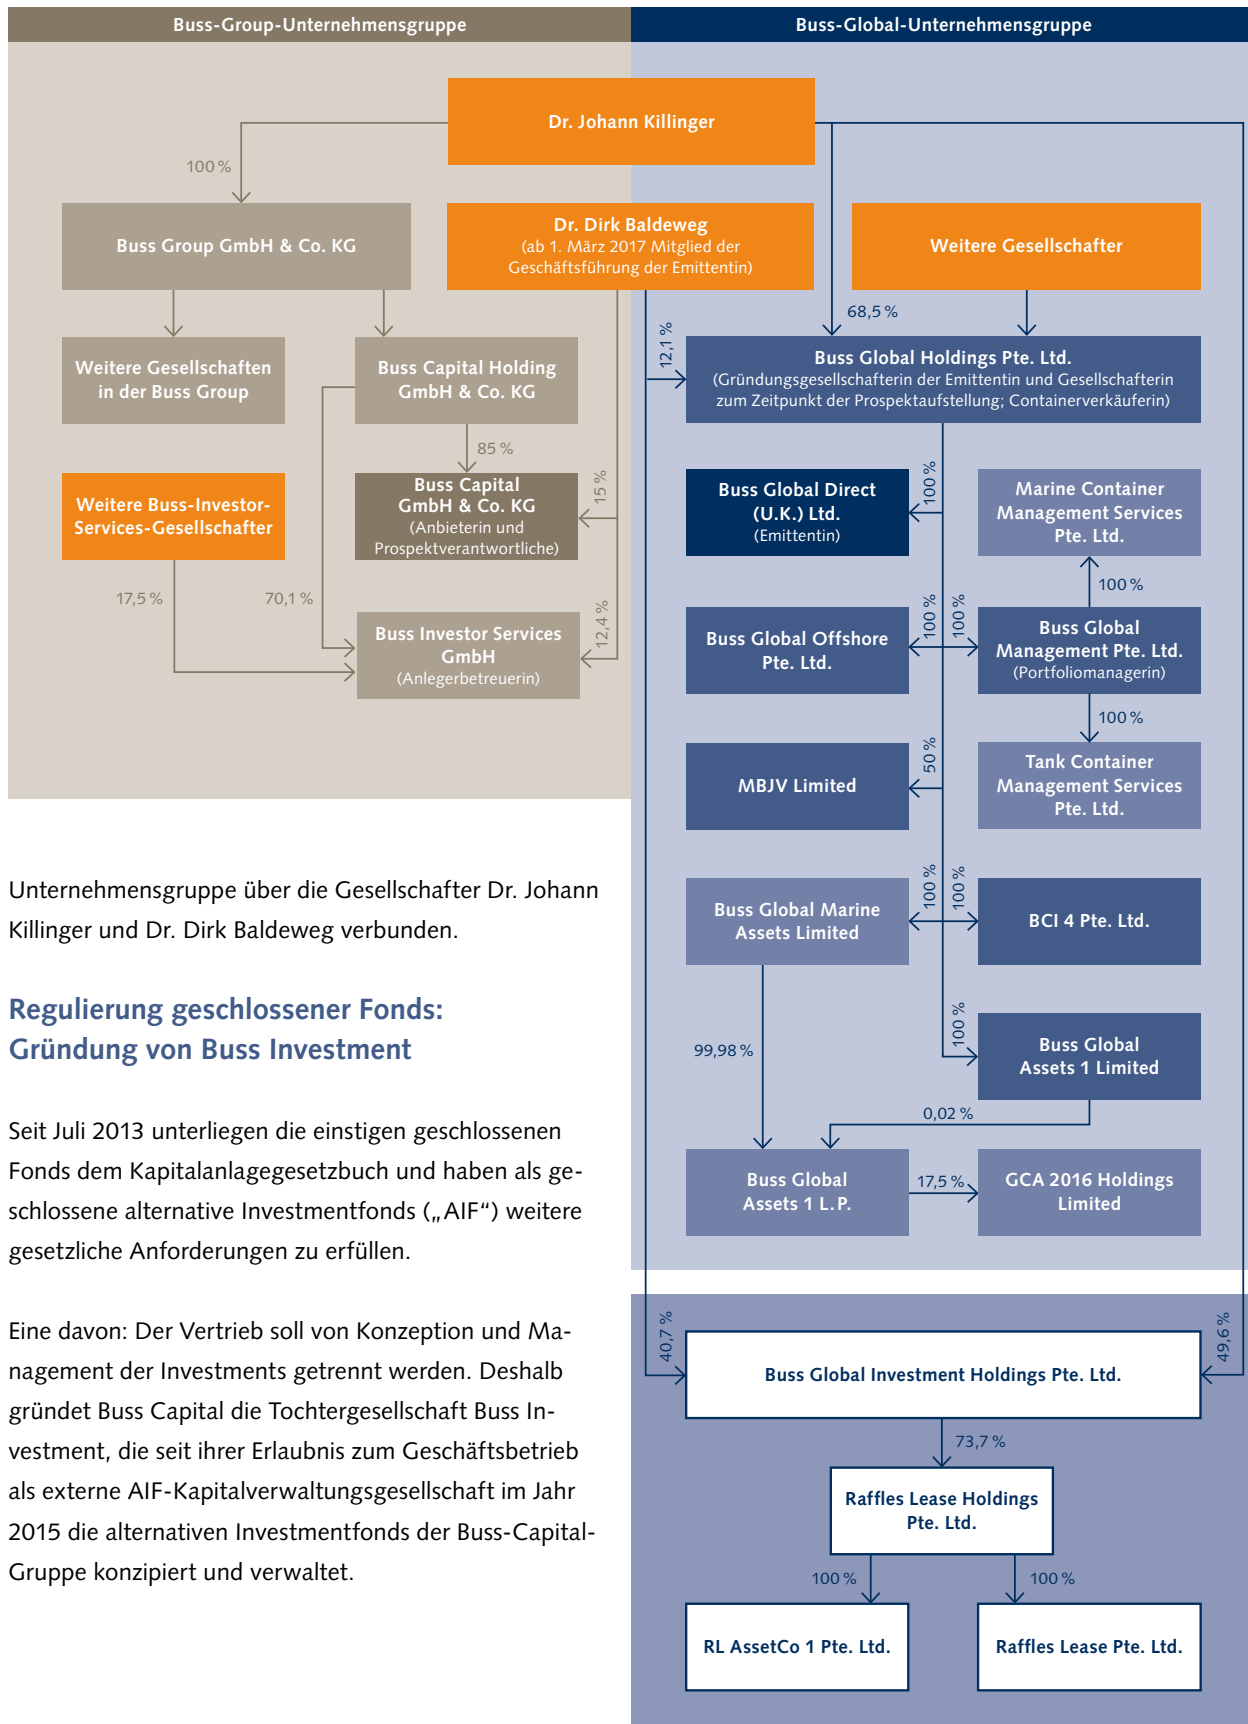 Buss-Group-Unternehmensgruppe
Buss-Global-Unternehmensgruppe
Dr. Johann Killinger
100 %
Buss Group GmbH & Co. KG
Dr. Dirk Baldeweg
(ab 1. März 2017 Mitglied der
Geschäftsführung der Emittentin)
Weitere Gesellschafter
68,5 %
12,1 %
Weitere Gesellschaften
in der Buss Group
Buss Capital Holding
GmbH & Co. KG
Buss Global Holdings Pte. Ltd.
(Gründungsgesellschafterin der Emittentin und Gesellschafterin
zum Zeitpunkt der Prospektaufstellung; Containerverkäuferin)
85 %
Weitere Buss-Investor-
Services-Gesellschafter
Buss Capital
GmbH & Co. KG
(Anbieterin und
Prospektverantwortliche)
15 %
Buss Global Direct
(U.K.) Ltd.
(Emittentin)
100 %
Marine Container
Management Services
Pte. Ltd.
100 %
17,5 %
70,1 %
Buss Investor Services
GmbH
(Anlegerbetreuerin)
12,4 %
Buss Global Offshore
Pte. Ltd.
100 %
100 %
Buss Global
Management Pte. Ltd.
(Portfoliomanagerin)
100 %
MBJV Limited
50 %
Tank Container
Management Services
Pte. Ltd.
Buss Global Marine
Assets Limited
100 %
100 %
BCI 4 Pte. Ltd.
99,98 %
100 %
Buss Global
Assets 1 Limited
0,02 %
Buss Global
Assets 1 L.P.
17,5 %
GCA 2016 Holdings
Limited
40,7 %
49,6 %
Buss Global Investment Holdings Pte. Ltd.
73,7 %
Raffles Lease Holdings
Pte. Ltd.
100 %
100 %
RL AssetCo 1 Pte. Ltd.
Raffles Lease Pte. Ltd.
Unternehmensgruppe über die Gesellschafter Dr. Johann
Killinger und Dr. Dirk Baldeweg verbunden.
Regulierung geschlossener Fonds:
Gründung von Buss Investment
Seit Juli 2013 unterliegen die einstigen geschlossenen
Fonds dem Kapitalanlagegesetzbuch und haben als ge-
schlossene alternative Investmentfonds („AIF“) weitere
gesetzliche Anforderungen zu erfüllen.
Eine davon: Der Vertrieb soll von Konzeption und Ma-
nagement der Investments getrennt werden. Deshalb
gründet Buss Capital die Tochtergesellschaft Buss In-
vestment, die seit ihrer Erlaubnis zum Geschäftsbetrieb
als externe AIF-Kapitalverwaltungsgesellschaft im Jahr
2015 die alternativen Investmentfonds der Buss-Capital-
Gruppe konzipiert und verwaltet.